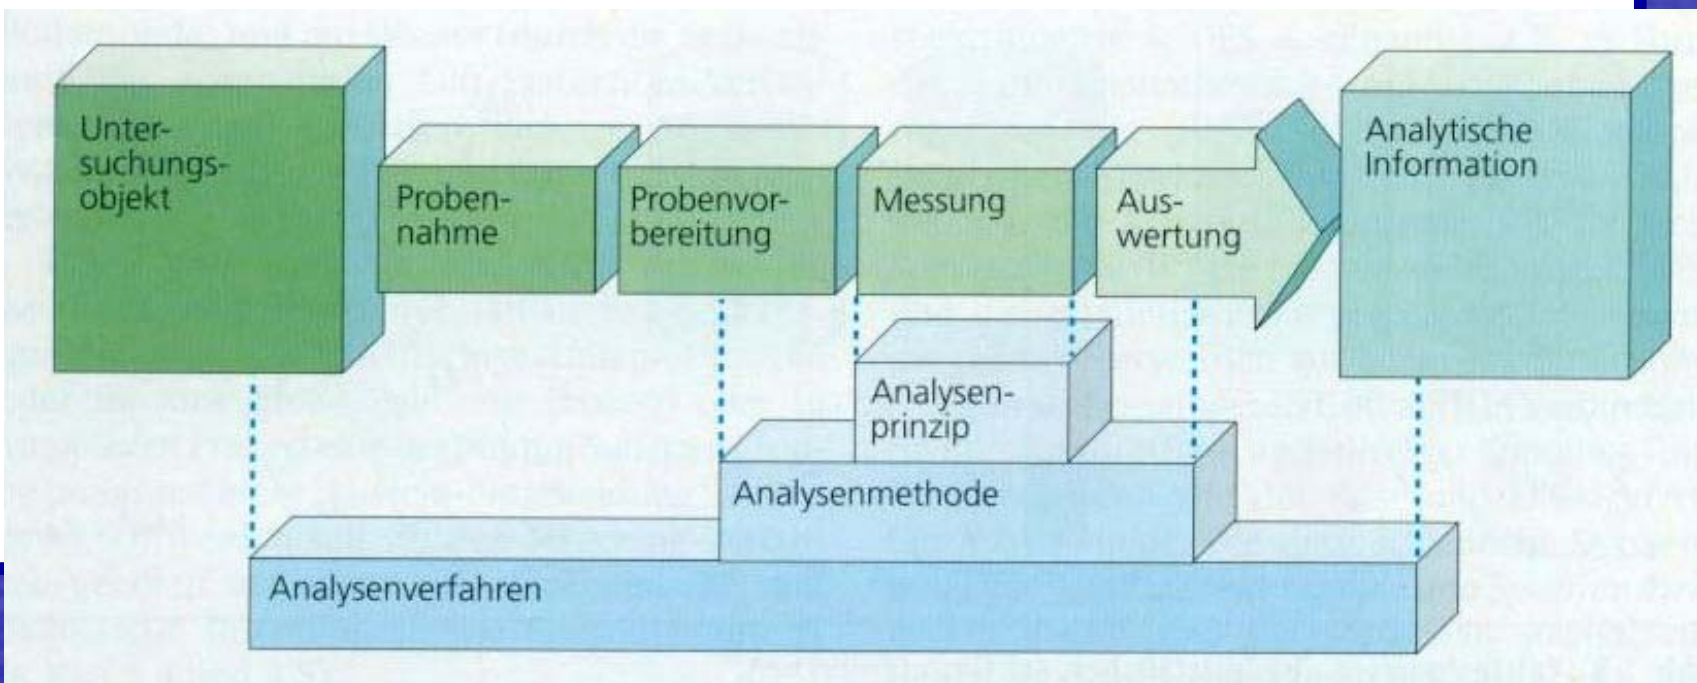 Unter-
suchungs-
objekt
Proben-
nahme
Probenvor-
bereitung
Messung
Aus-
wertung
Analytische
Information
Analysen-
prinzip
Analysenmethode
Analysenverfahren